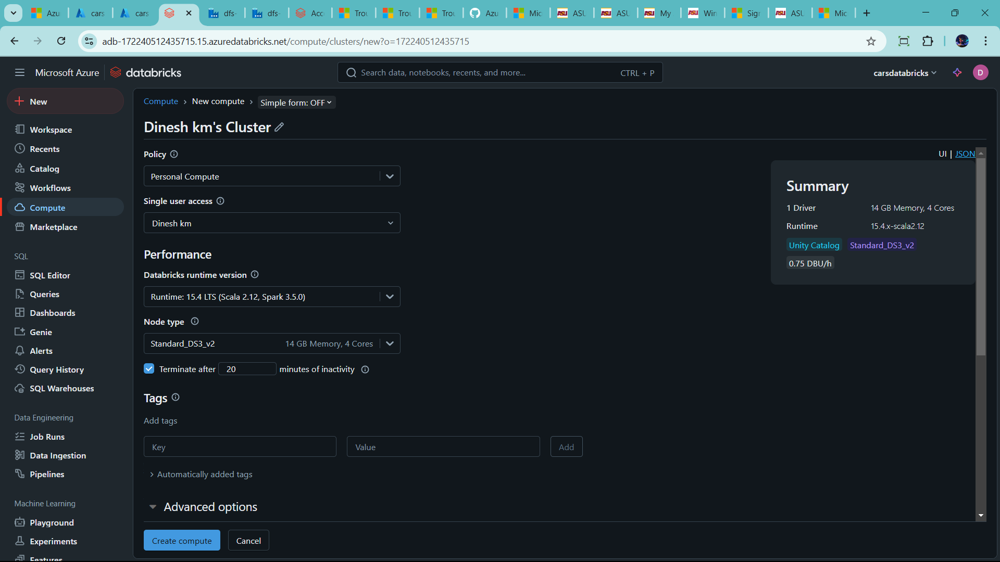 Azu
cars
cars
dfs-
dfs-
Acc
Trou
Trou
Trou
Azu
Mic
ASU
ASU
My
Win
Sign
ASU
Mic
adb-172240512435715.15.azuredatabricks.net/compute/clusters/new?o=172240512435715
Microsoft Azure
databricks
Search data, notebooks, recents, and more...
CTRL + P
carsdatabricks
D
New
Workspace
Recents
Catalog
Workflows
Compute
Marketplace
SQL
SQL Editor
Queries
Dashboards
Genie
Alerts
Query History
SQL Warehouses
Data Engineering
Job Runs
Data Ingestion
Pipelines
Machine Learning
Playground
Experiments
Features
Compute › New compute › Simple form: OFF
Dinesh km's Cluster
Policy
Personal Compute
Single user access
Dinesh km
Performance
Databricks runtime version
Runtime: 15.4 LTS (Scala 2.12, Spark 3.5.0)
Node type
Standard_DS3_v2 14 GB Memory, 4 Cores
Terminate after 20 minutes of inactivity
Tags
Add tags
Key
Value
Add
Automatically added tags
Advanced options
Create compute
Cancel
UI | JSON
Summary
1 Driver 14 GB Memory, 4 Cores
Runtime 15.4.x-scala2.12
Unity Catalog Standard_DS3_v2
0.75 DBU/h